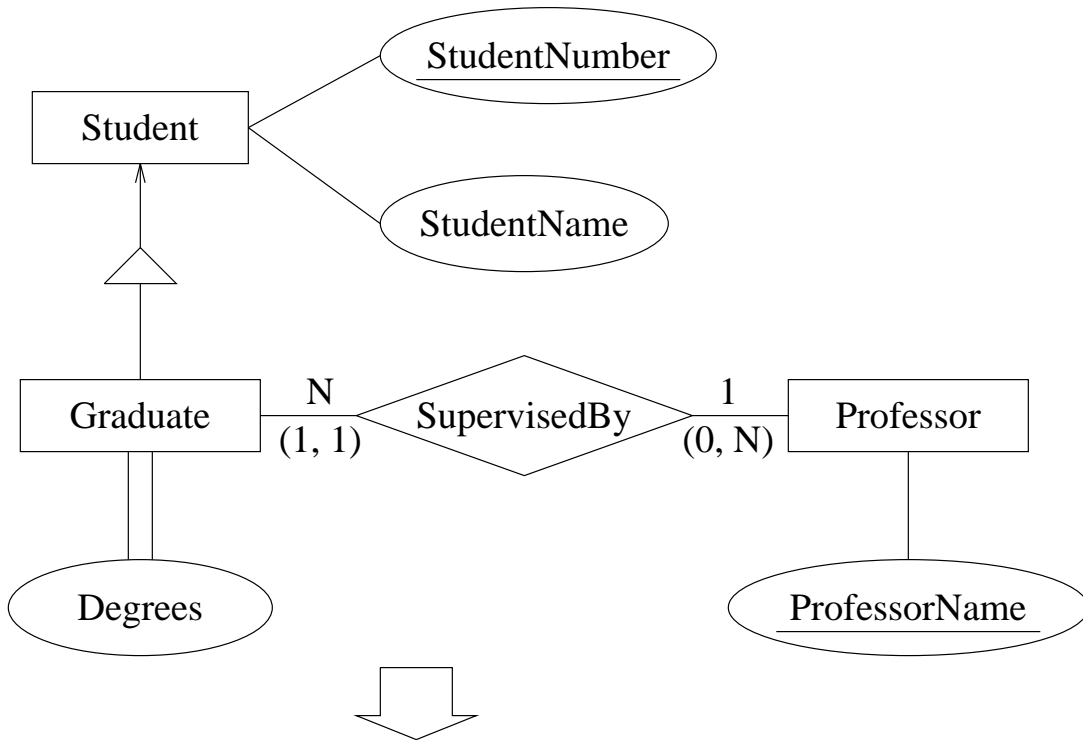 StudentNumber
Student
StudentName
N
1
Graduate
SupervisedBy
Professor
(1, 1)
(0, N)
Degrees
ProfessorName